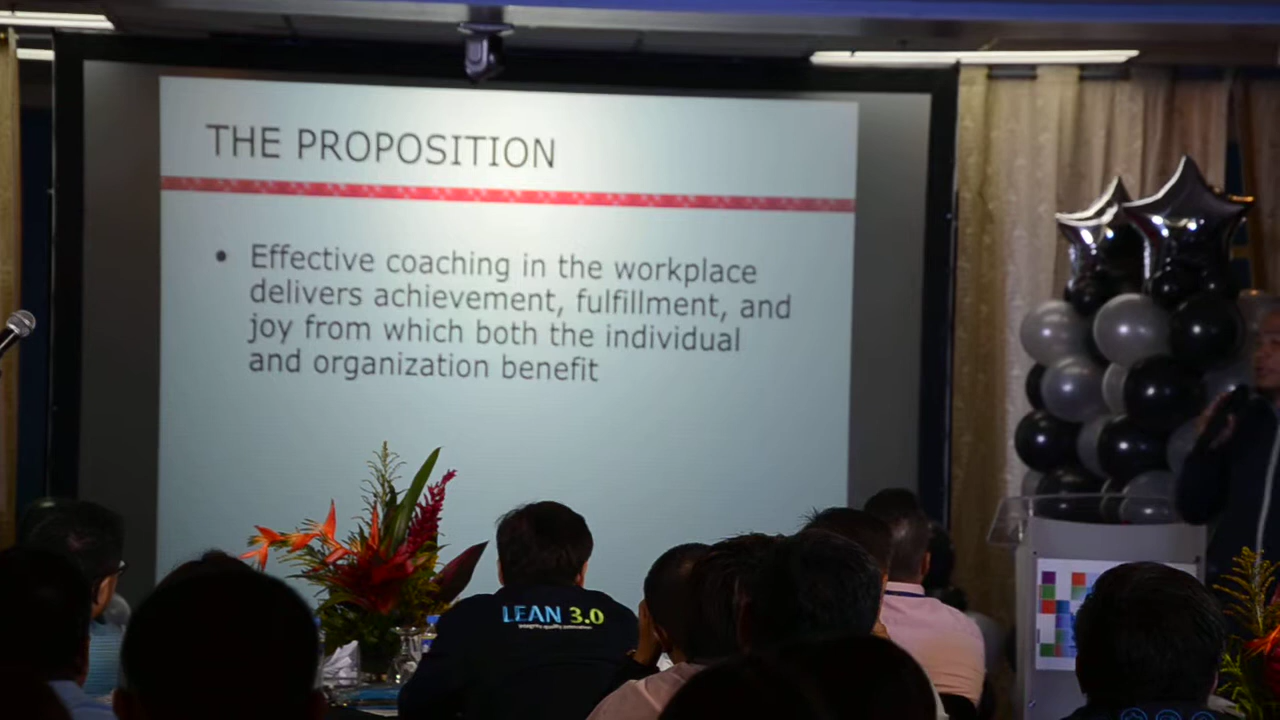 THE PROPOSITION
• Effective coaching in the workplace
delivers achievement, fulfillment, and
joy from which both the individual
and organization benefit
LEAN 3.0